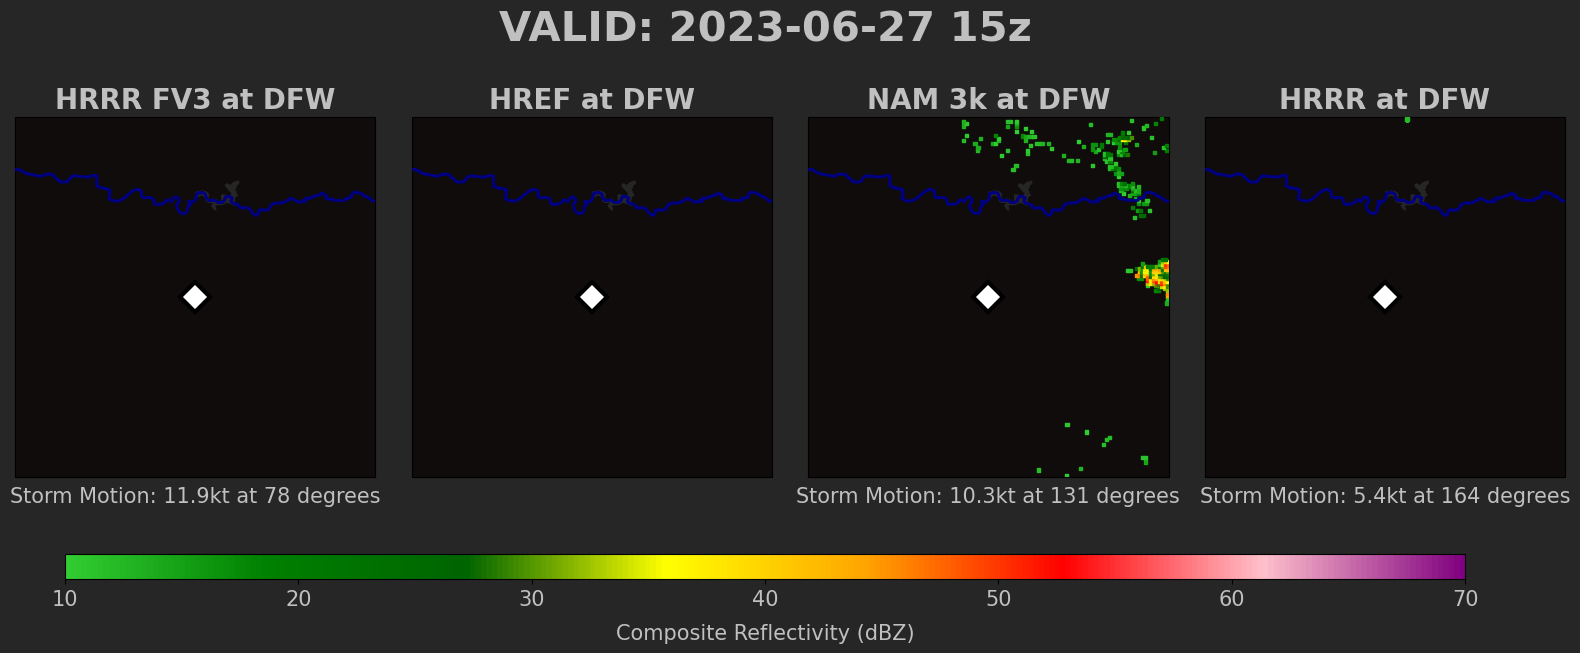 VALID: 2023-06-27 15z
HRRR FV3 at DFW
HREF at DFW
NAM 3k at DFW
HRRR at DFW
Storm Motion: 11.9kt at 78 degrees
Storm Motion: 10.3kt at 131 degrees
Storm Motion: 5.4kt at 164 degrees
10 20 30 40 50 60 70
Composite Reflectivity (dBZ)